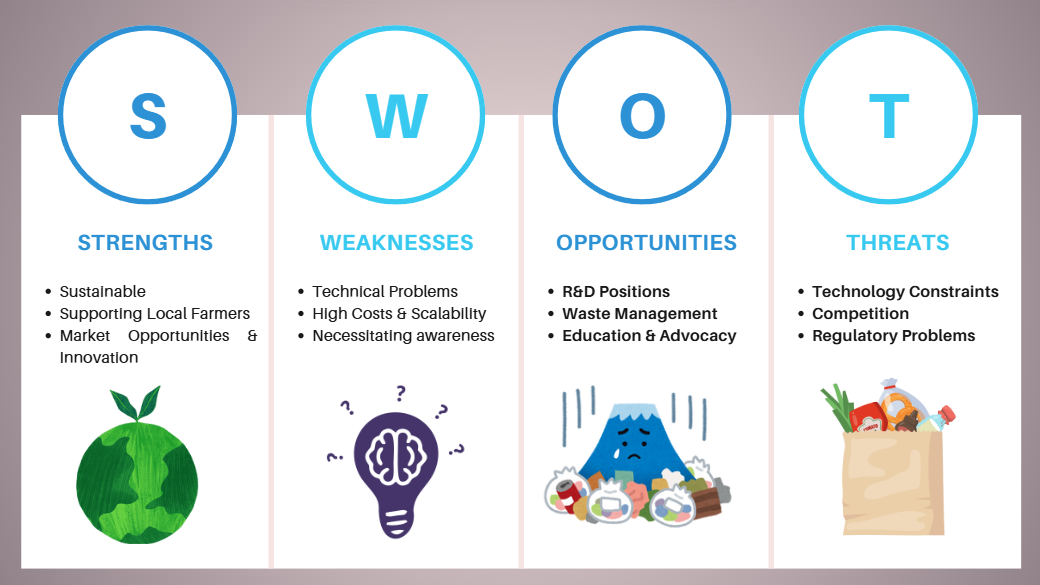 S
W
O
T
STRENGTHS
• Sustainable
• Supporting Local Farmers
• Market Opportunities &
Innovation
WEAKNESSES
• Technical Problems
• High Costs & Scalability
• Necessitating awareness
OPPORTUNITIES
• R&D Positions
• Waste Management
• Education & Advocacy
THREATS
• Technology Constraints
• Competition
• Regulatory Problems